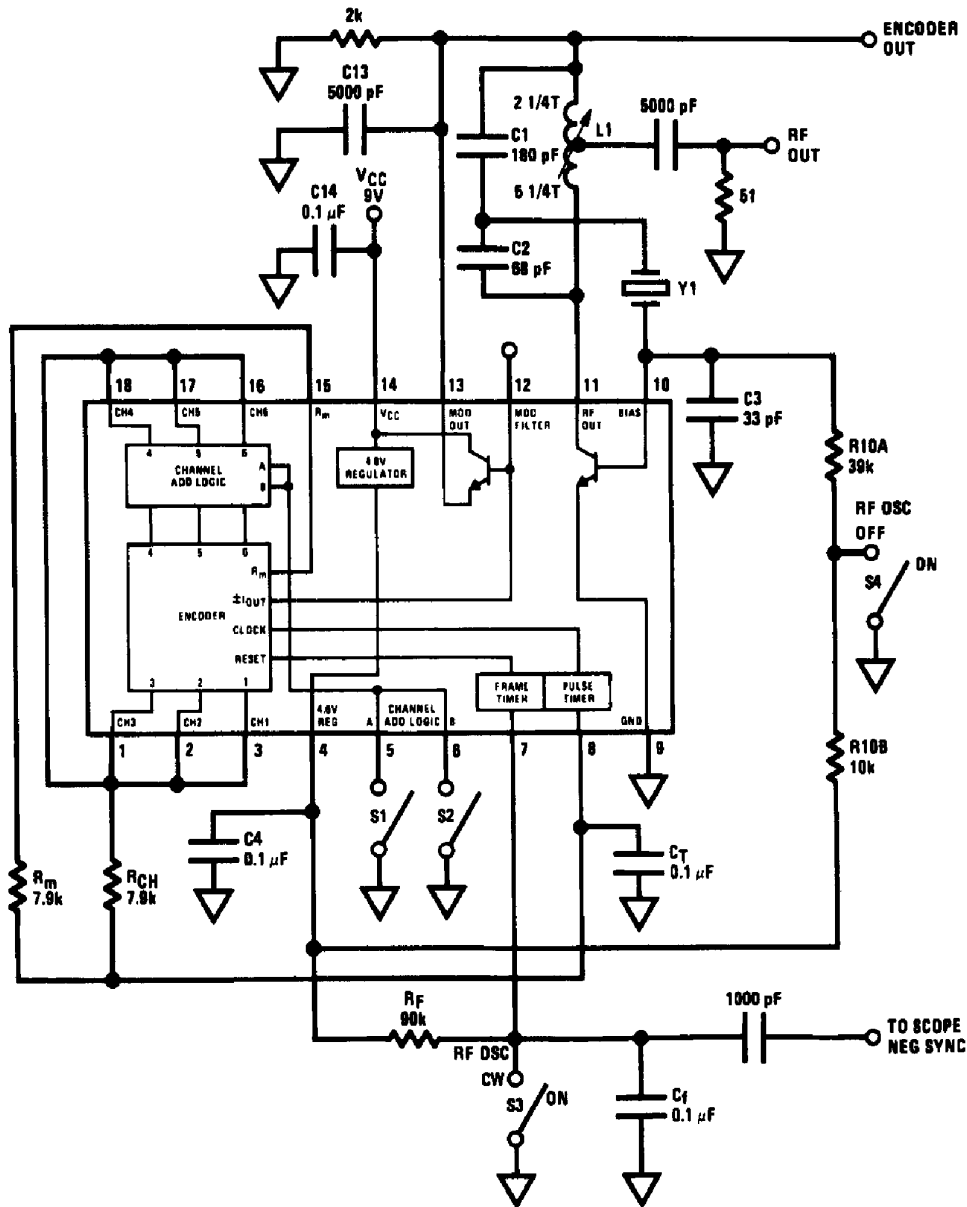 2k
ENCODER
OUT
C13
5000 pF
2 1/4T
5000 pF
L1
RF
OUT
C1
180 pF
VCC
9V
C14
0.1 µF
5 1/4T
51
C2
68 pF
Y1
18
17
16
15
14
13
12
11
10
CH4
CH5
CH6
Rm
VCC
MOD
OUT
MOD
FILTER
RF
OUT
BIAS
C3
33 pF
4
5
6
CHANNEL
ADD LOGIC
A
B
4.6V
REGULATOR
R10A
39k
RF OSC
OFF
ON
S4
4
5
6
Rm
±IOUT
ENCODER
CLOCK
RESET
3
2
1
FRAME
TIMER
PULSE
TIMER
CH3
CH2
CH1
4.6V
REG
A
CHANNEL
ADD LOGIC
B
GND
1
2
3
4
5
6
7
8
9
R10B
10k
S1
S2
C4
0.1 µF
CT
0.1 µF
Rm
7.9k
RCH
7.9k
RF
90k
1000 pF
RF OSC
CW
ON
S3
TO SCOPE
NEG SYNC
Cf
0.1 µF